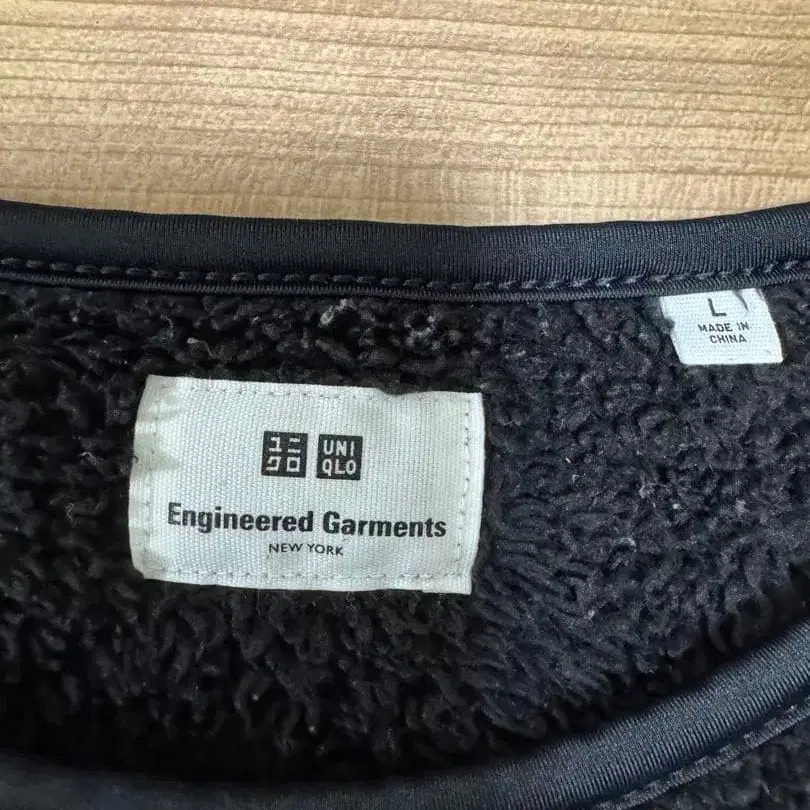 L
MADE IN
CHINA
ユニ UNI
クロ QLO
Engineered Garments
NEW YORK